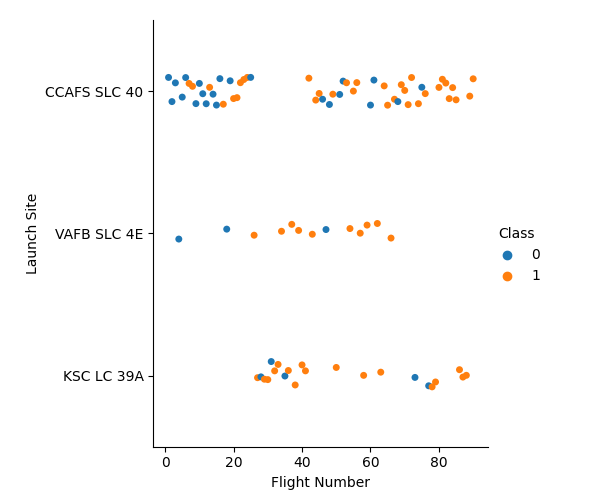 CCAFS SLC 40
VAFB SLC 4E
KSC LC 39A
Launch Site
0 20 40 60 80
Flight Number
Class
0
1